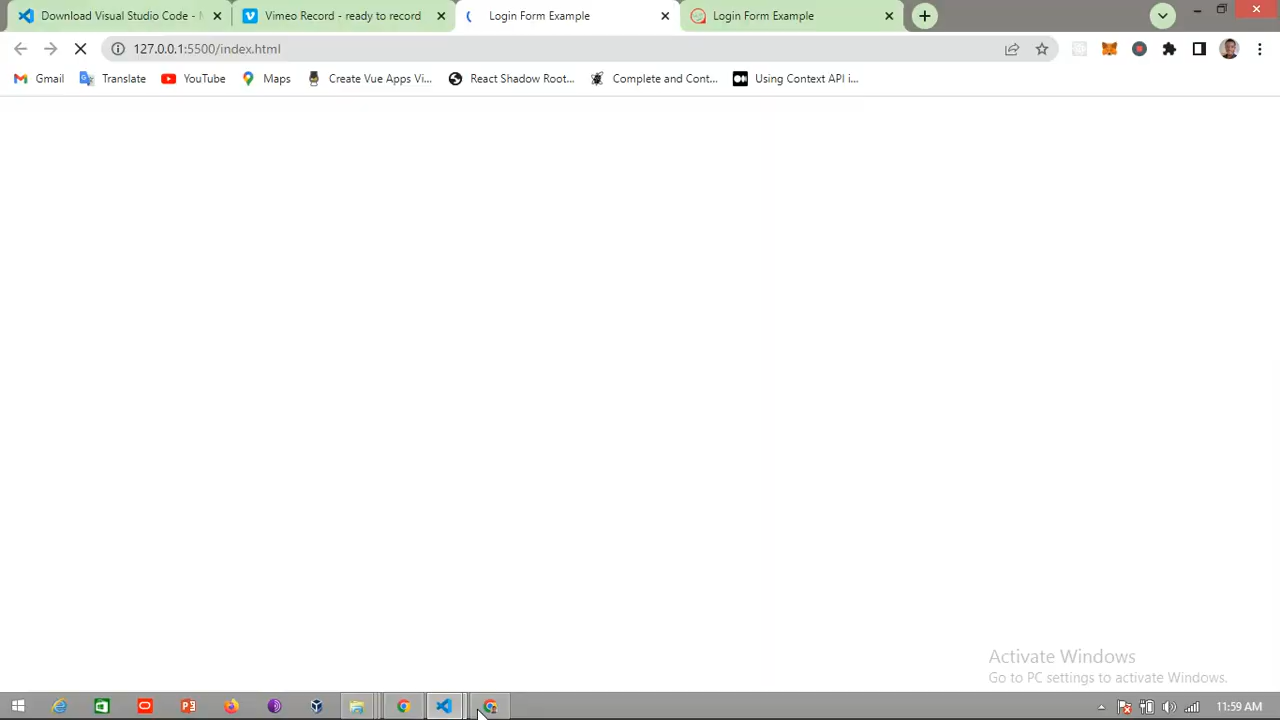 Download Visual Studio Code - M
Vimeo Record - ready to record
Login Form Example
Login Form Example
127.0.0.1:5500/index.html
Gmail
Translate
YouTube
Maps
Create Vue Apps Vi...
React Shadow Root...
Complete and Cont...
Using Context API i...
Activate Windows
Go to PC settings to activate Windows.
11:59 AM